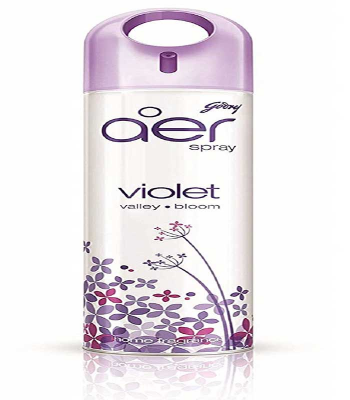 Godrej
aer
spray
violet
valley • bloom
home fragrance